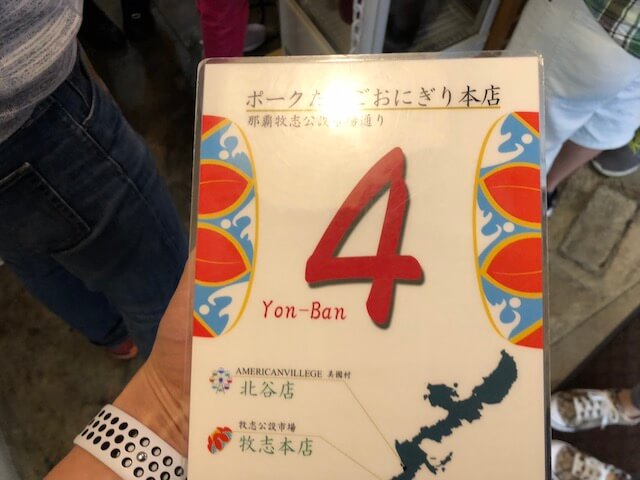 ポークた ごおにぎり本店
那覇牧志公設市場通り
4
Yon-Ban
AMERICANVILLEGE 美國村
北谷店
牧志公設市場
牧志本店